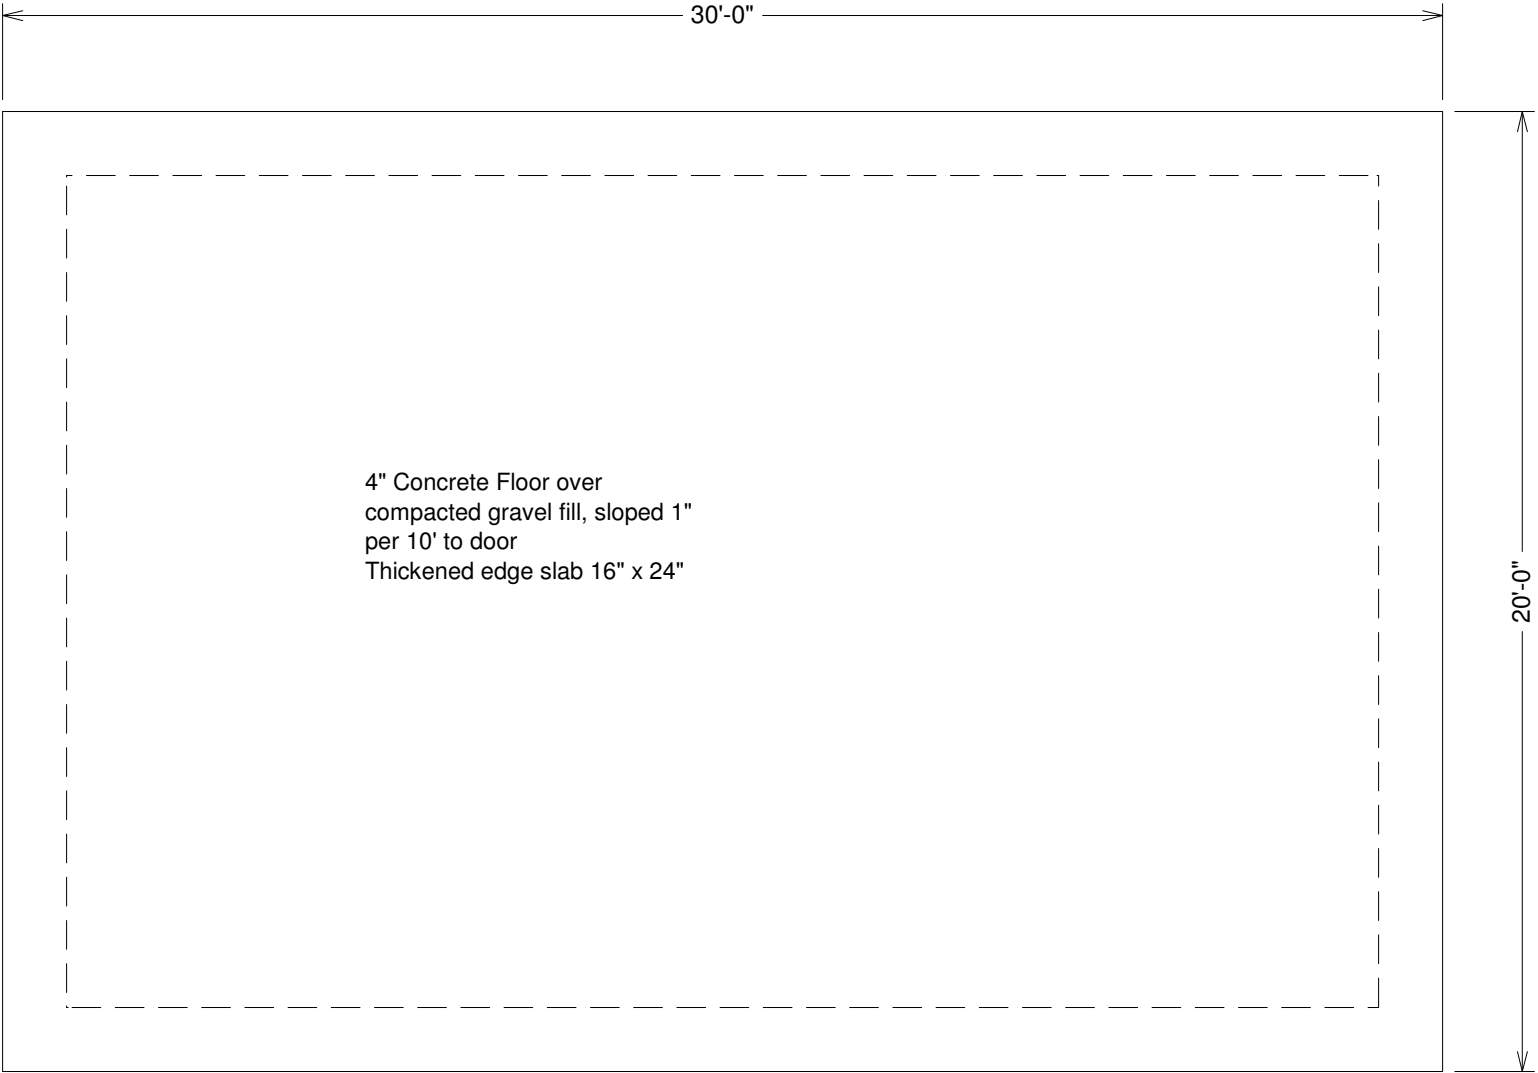 30'-0"
4" Concrete Floor over
compacted gravel fill, sloped 1"
per 10' to door
Thickened edge slab 16" x 24"
20'-0"